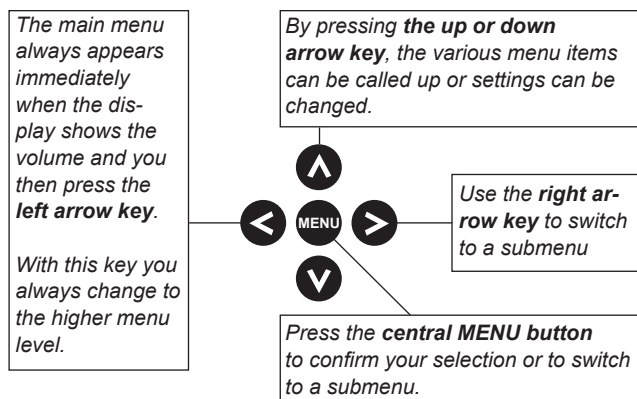 The main menu
always appears
immediately
when the dis-
play shows the
volume and you
then press the
left arrow key.
With this key you
always change to
the higher menu
level.
By pressing the up or down
arrow key, the various menu items
can be called up or settings can be
changed.
MENU
Use the right ar-
row key to switch
to a submenu
Press the central MENU button
to confirm your selection or to switch
to a submenu.